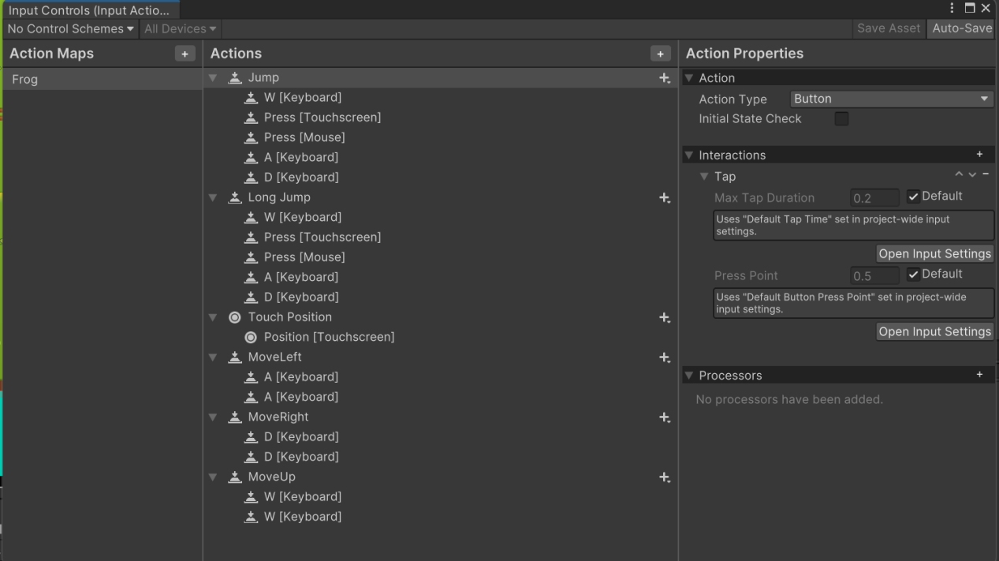 Input Controls (Input Actio...
No Control Schemes
All Devices
Save Asset
Auto-Save
Action Maps
Frog
Actions
Jump
W [Keyboard]
Press [Touchscreen]
Press [Mouse]
A [Keyboard]
D [Keyboard]
Long Jump
W [Keyboard]
Press [Touchscreen]
Press [Mouse]
A [Keyboard]
D [Keyboard]
Touch Position
Position [Touchscreen]
MoveLeft
A [Keyboard]
A [Keyboard]
MoveRight
D [Keyboard]
D [Keyboard]
MoveUp
W [Keyboard]
W [Keyboard]
Action Properties
Action
Action Type Button
Initial State Check
Interactions
Tap
Max Tap Duration 0.2 Default
Uses "Default Tap Time" set in project-wide input
settings.
Open Input Settings
Press Point 0.5 Default
Uses "Default Button Press Point" set in project-wide
input settings.
Open Input Settings
Processors
No processors have been added.